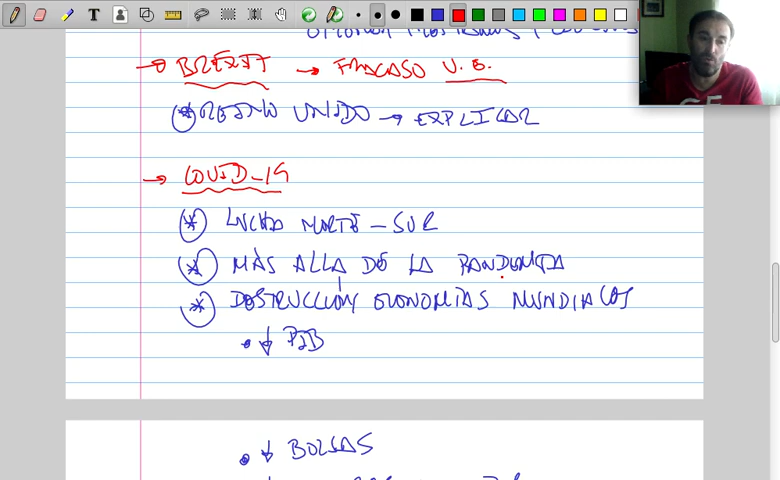 → BREXIT → FRACASO U.E.
* REINO UNIDO → EXPLICAR
→ COVID-19
* LUCHA NORTE - SUR
* MÁS ALLA DE LA PANDEMIA
* DESTRUCCIÓN ECONOMÍAS MUNDIALES
• ↓ PIB
• ↓ BOLSAS